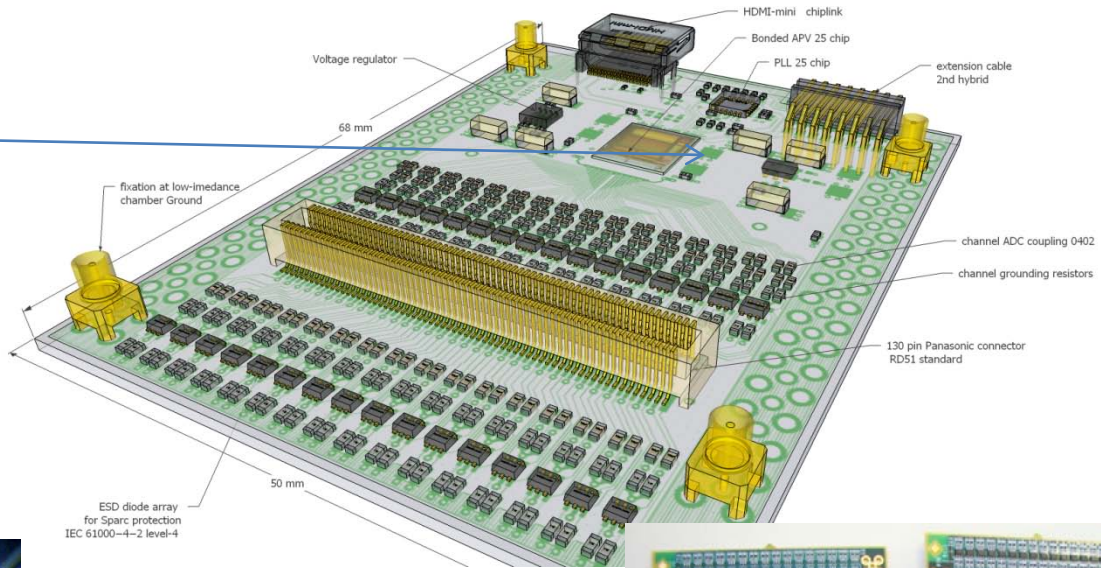 HDMI-mini chiplink
Bonded APV 25 chip
PLL 25 chip
Voltage regulator
extension cable
2nd hybrid
68 mm
fixation at low-imedance
chamber Ground
channel ADC coupling 0402
channel grounding resistors
130 pin Panasonic connector
RD51 standard
50 mm
ESD diode array
for Sparc protection
IEC 61000-4-2 level-4